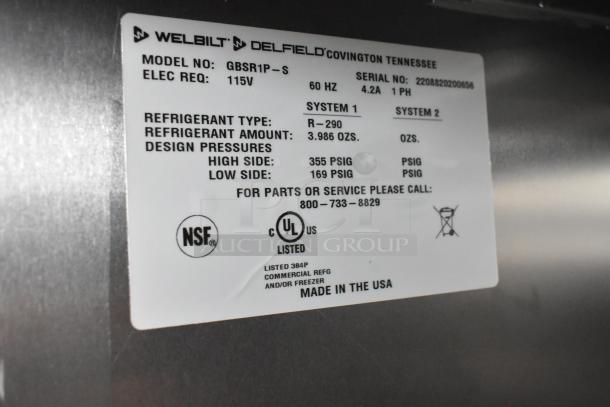 WELBILT DELFIELD COVINGTON TENNESSEE
MODEL NO: GBSR1P-S SERIAL NO: 2208820200656
ELEC REQ: 115V 60 HZ 4.2A 1 PH
SYSTEM 1 SYSTEM 2
REFRIGERANT TYPE: R-290
REFRIGERANT AMOUNT: 3.986 OZS. OZS.
DESIGN PRESSURES
HIGH SIDE: 355 PSIG PSIG
LOW SIDE: 169 PSIG PSIG
FOR PARTS OR SERVICE PLEASE CALL:
800-733-8829
NSF®
C UL US
LISTED
PCI
AUCTION GROUP
LISTED 384P
COMMERCIAL REFG
AND/OR FREEZER
MADE IN THE USA